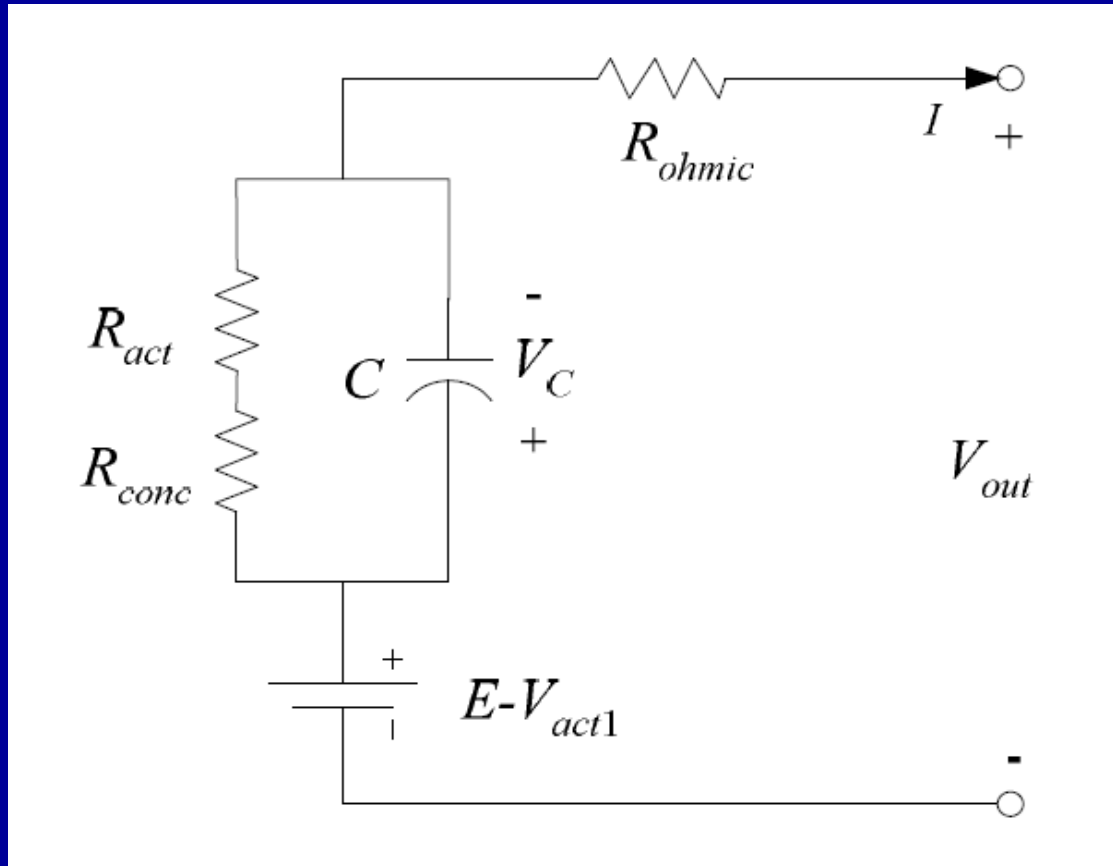 I
+
R_ohmic
R_act
-
C
V_C
R_conc
+
V_out
+
E-V_act1
-
-